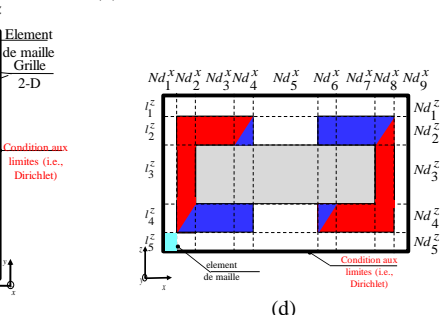 Element
de maille
Grille
2-D
Condition aux
limites (i.e.,
Dirichlet)
y
x
Nd₁ˣ Nd₂ˣ Nd₃ˣ Nd₄ˣ Nd₅ˣ Nd₆ˣ Nd₇ˣ Nd₈ˣ Nd₉ˣ
l₁ᶻ Nd₁ᶻ
l₂ᶻ Nd₂ᶻ
l₃ᶻ Nd₃ᶻ
l₄ᶻ Nd₄ᶻ
l₅ᶻ Nd₅ᶻ
z
y
x
element
de maille
Condition aux
limites (i.e.,
Dirichlet)
(d)